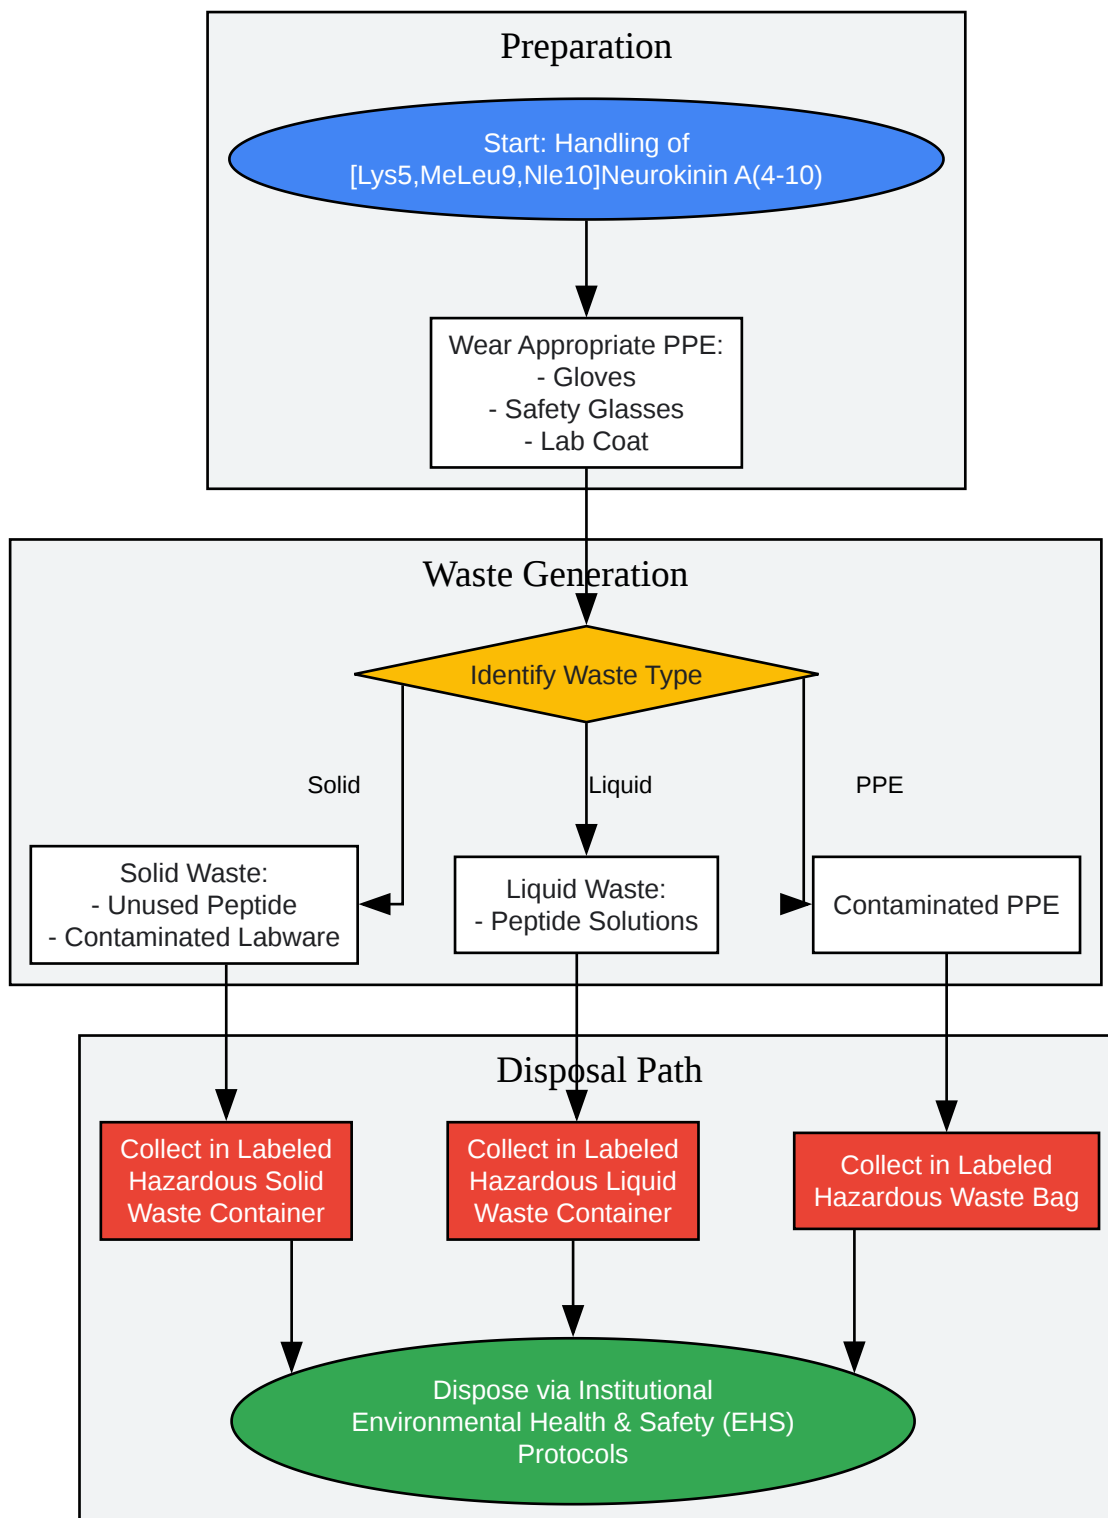 Preparation
Start: Handling of
[Lys5,MeLeu9,Nle10]Neurokinin A(4-10)
Wear Appropriate PPE:
- Gloves
- Safety Glasses
- Lab Coat
Waste Generation
Identify Waste Type
Solid
Liquid
PPE
Solid Waste:
- Unused Peptide
- Contaminated Labware
Liquid Waste:
- Peptide Solutions
Contaminated PPE
Disposal Path
Collect in Labeled
Hazardous Solid
Waste Container
Collect in Labeled
Hazardous Liquid
Waste Container
Collect in Labeled
Hazardous Waste Bag
Dispose via Institutional
Environmental Health & Safety (EHS)
Protocols